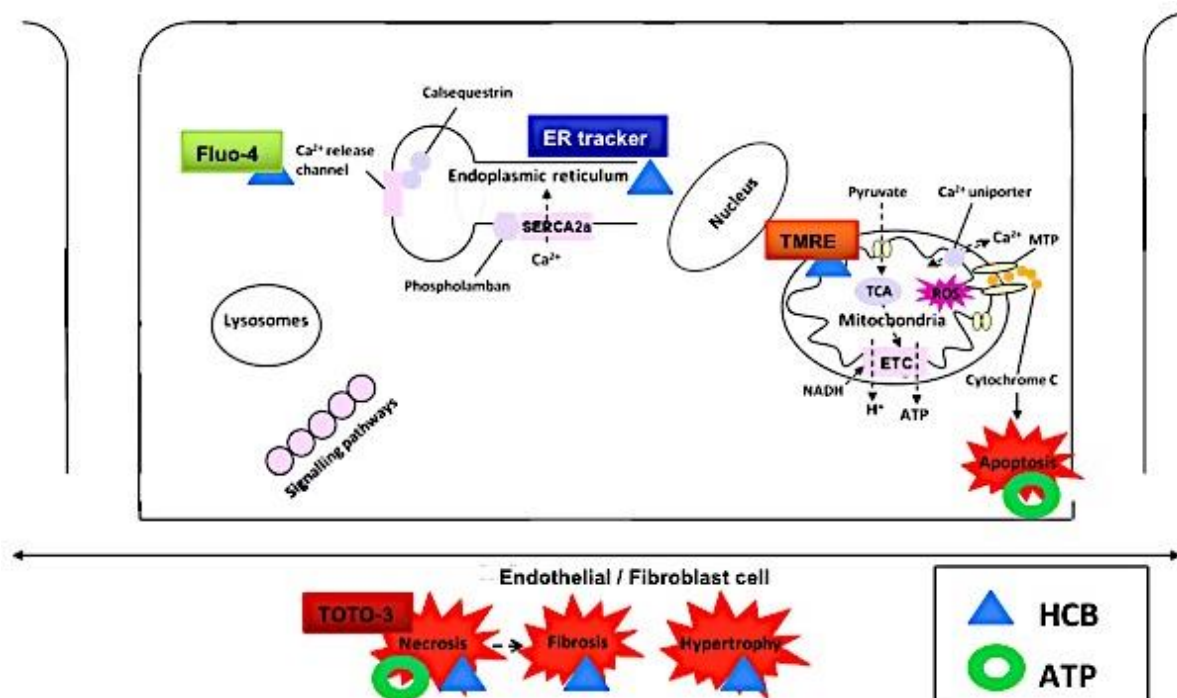 Calsequestrin
Fluo-4
Ca²⁺ release
channel
ER tracker
Endoplasmic reticulum
SERCA2a
Ca²⁺
Phospholamban
Nucleus
Pyruvate
Ca²⁺ uniporter
TMRE
Ca²⁺
MTP
TCA
ROS
Mitochondria
ETC
NADH
H⁺
ATP
Cytochrome C
Lysosomes
Signalling pathways
Apoptosis
Endothelial / Fibroblast cell
TOTO-3
Necrosis
Fibrosis
Hypertrophy
HCB
ATP